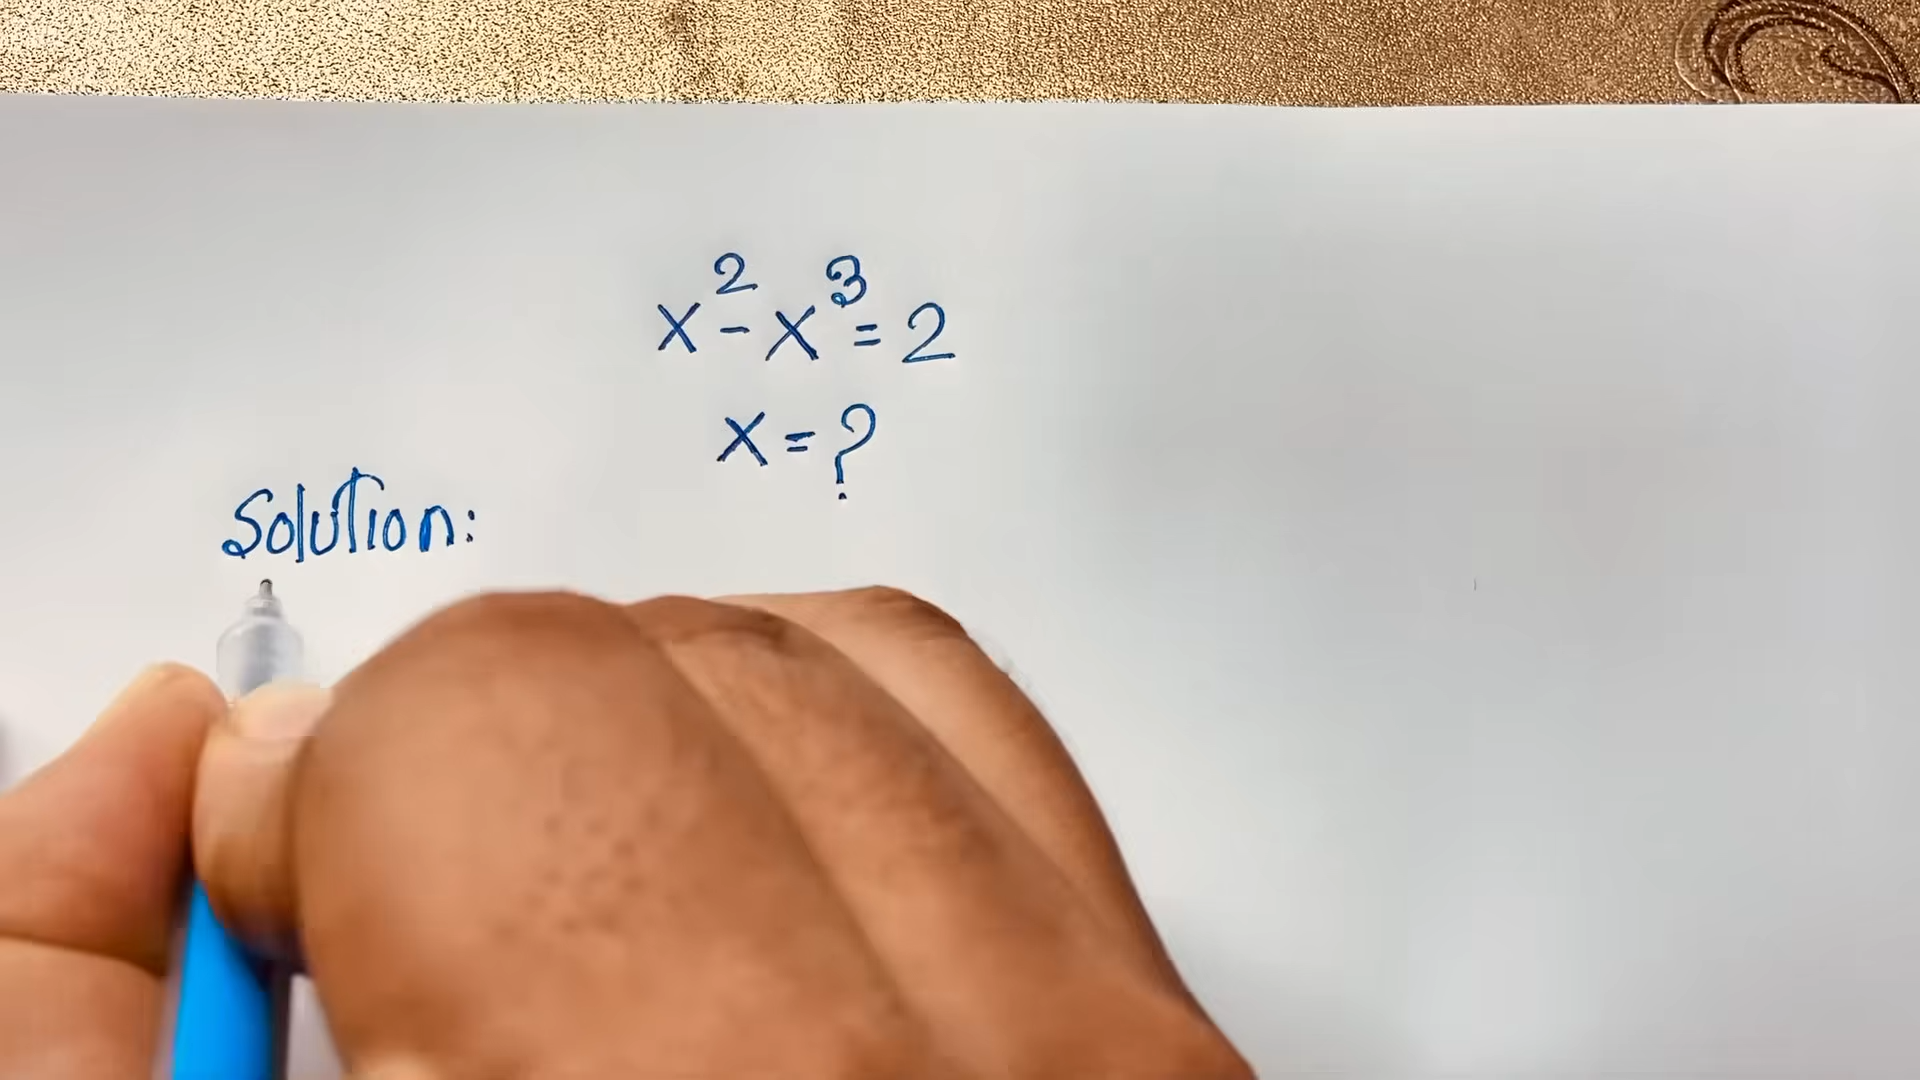 x² - x³ = 2
x = ?
Solution: